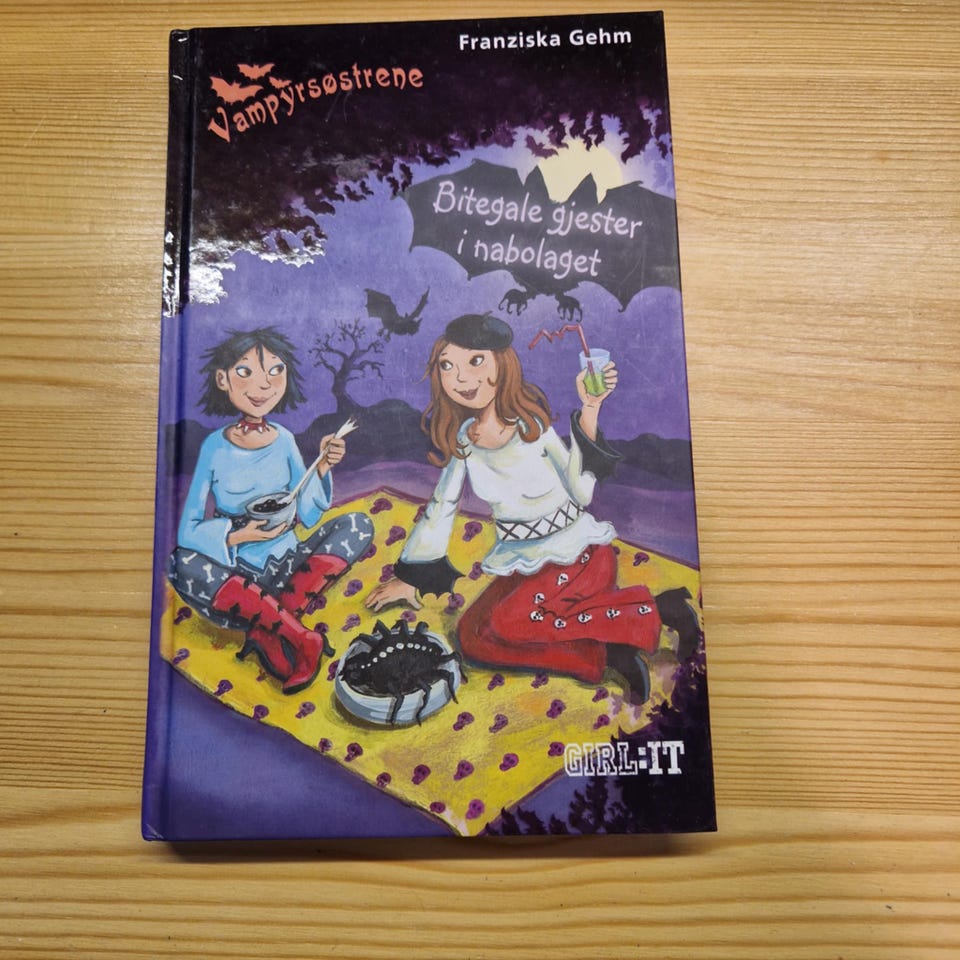 Franziska Gehm
Vampyrsøstrene
Bitegale gjester
i nabolaget
GIRL:IT